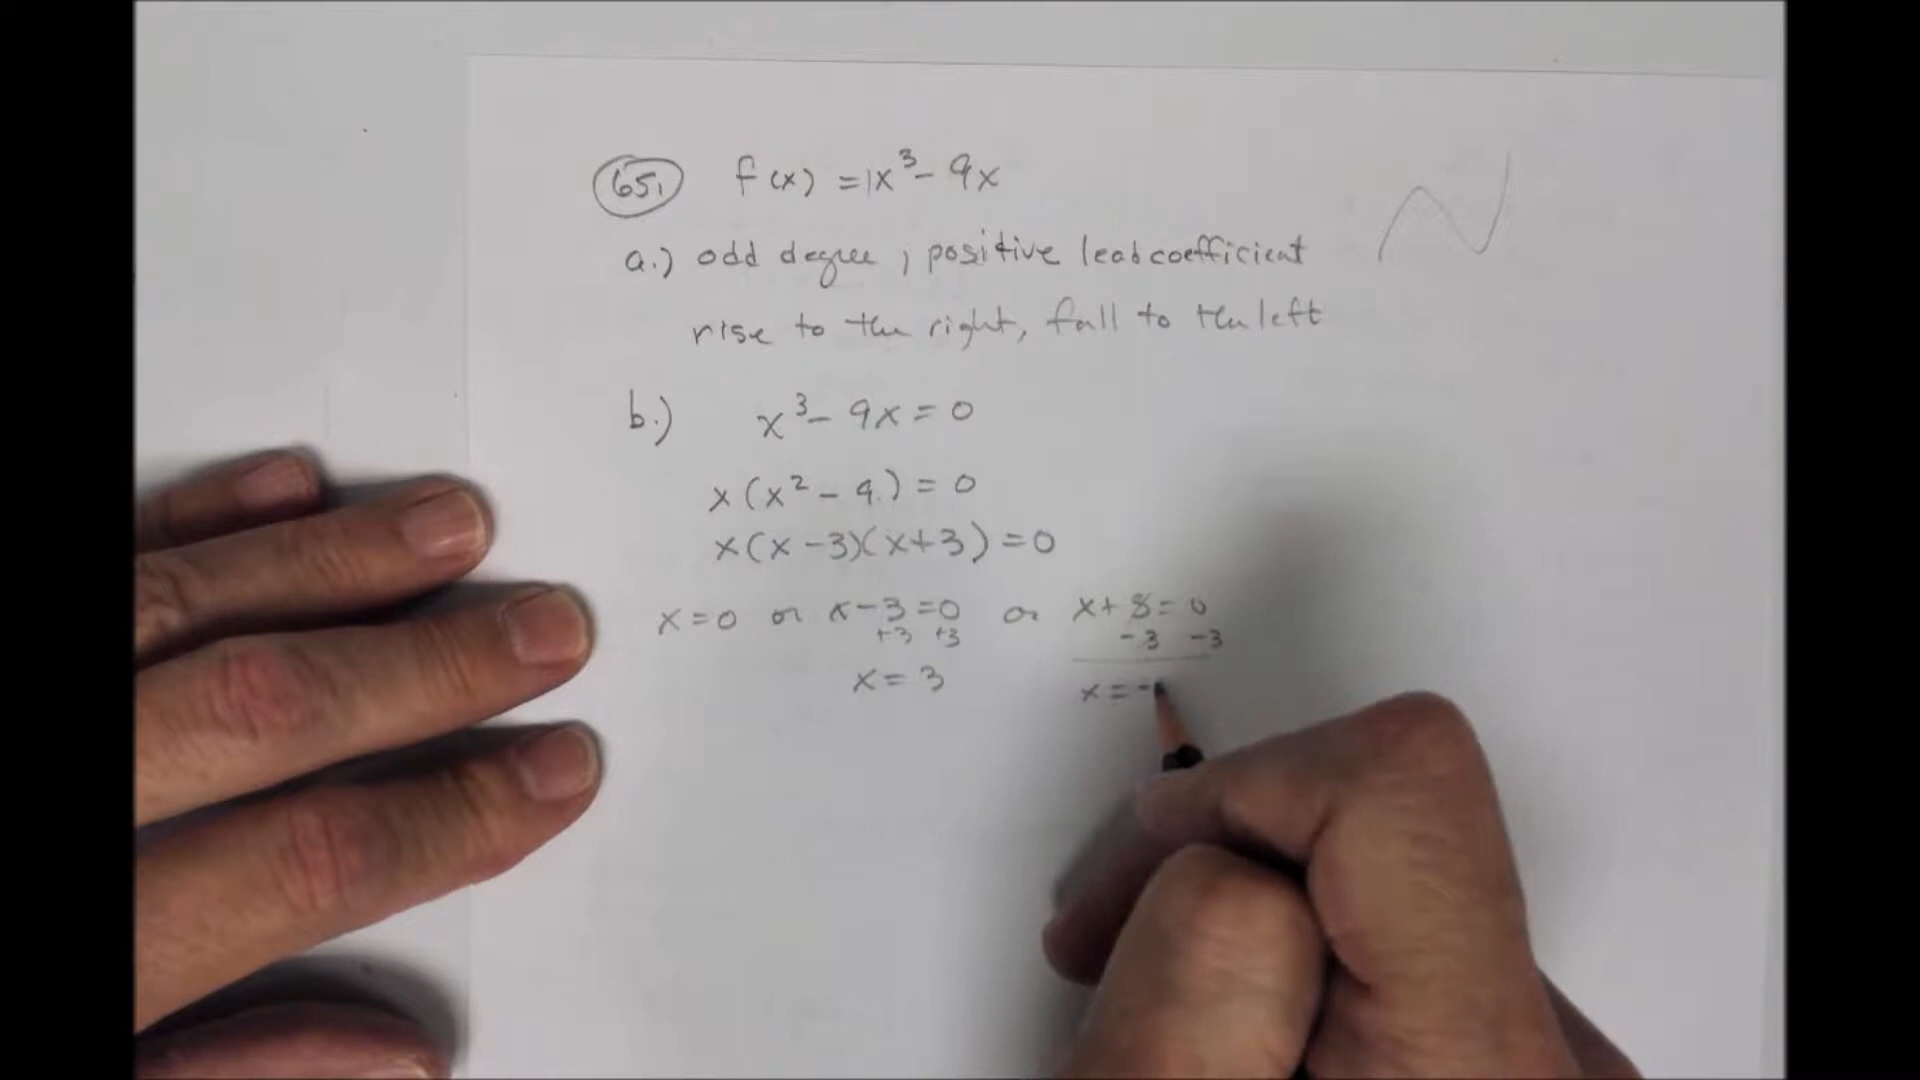 65. f(x) = 1x³ - 9x
a.) odd degree, positive lead coefficient
rise to the right, fall to the left
b.) x³ - 9x = 0
x(x² - 9) = 0
x(x - 3)(x + 3) = 0
x = 0 or x - 3 = 0 or x + 3 = 0
+3 +3 -3 -3
x = 3 x = -